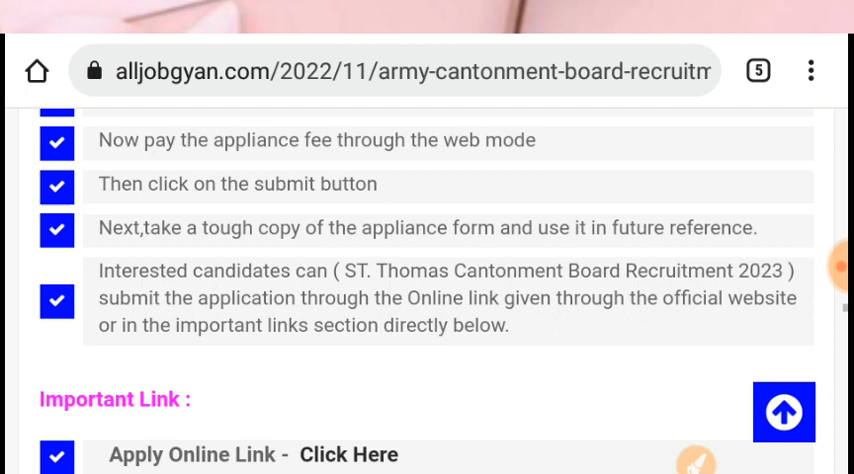 alljobgyan.com/2022/11/army-cantonment-board-recruitm
5
Now pay the appliance fee through the web mode
Then click on the submit button
Next,take a tough copy of the appliance form and use it in future reference.
Interested candidates can ( ST. Thomas Cantonment Board Recruitment 2023 )
submit the application through the Online link given through the official website
or in the important links section directly below.
Important Link :
Apply Online Link - Click Here